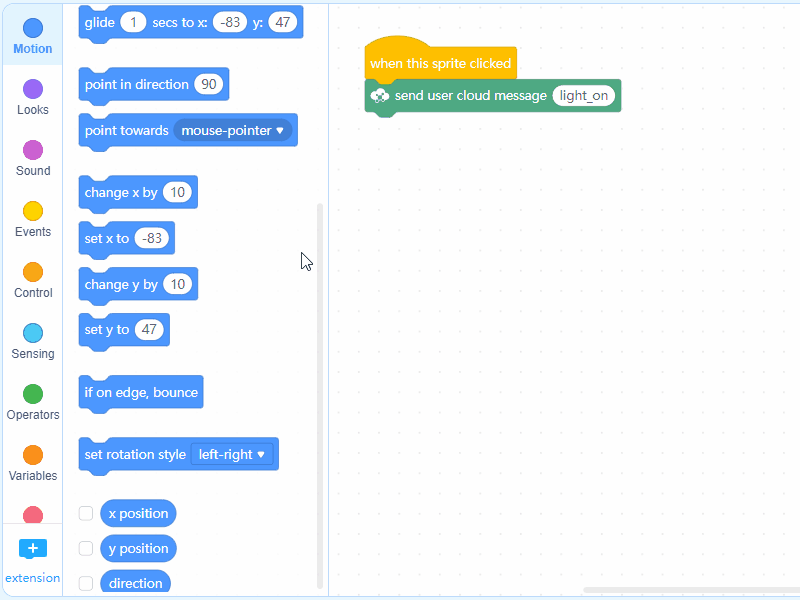 Motion
Looks
Sound
Events
Control
Sensing
Operators
Variables
extension
glide 1 secs to x: -83 y: 47
point in direction 90
point towards mouse-pointer
change x by 10
set x to -83
change y by 10
set y to 47
if on edge, bounce
set rotation style left-right
x position
y position
direction
when this sprite clicked
send user cloud message light_on